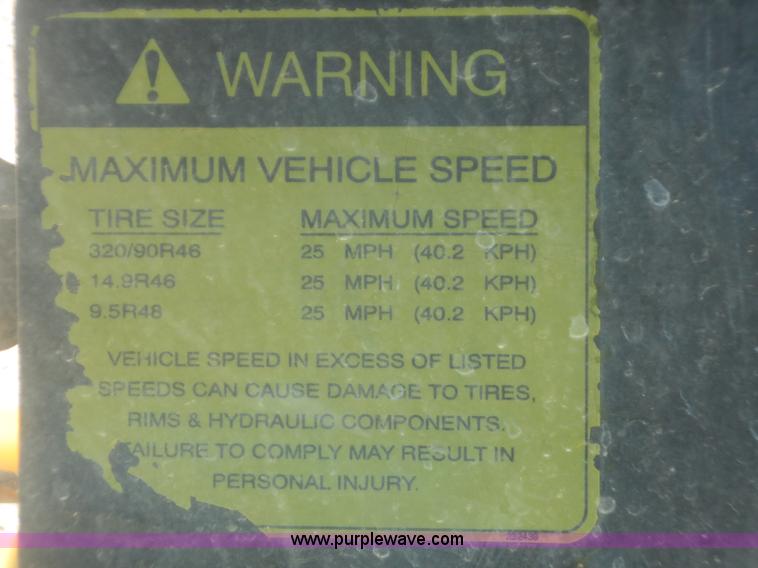 WARNING
MAXIMUM VEHICLE SPEED
TIRE SIZE MAXIMUM SPEED
320/90R46 25 MPH (40.2 KPH)
14.9R46 25 MPH (40.2 KPH)
9.5R48 25 MPH (40.2 KPH)
VEHICLE SPEED IN EXCESS OF LISTED
SPEEDS CAN CAUSE DAMAGE TO TIRES,
RIMS & HYDRAULIC COMPONENTS.
FAILURE TO COMPLY MAY RESULT IN
PERSONAL INJURY.
www.purplewave.com